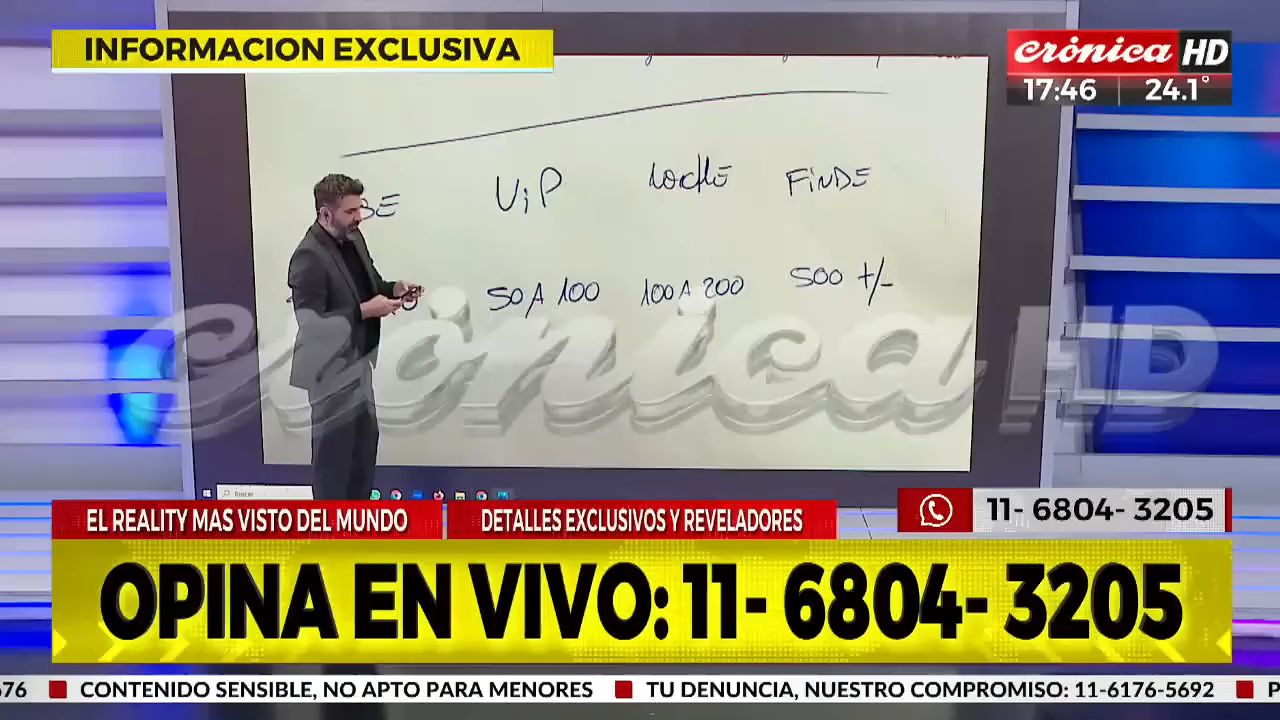 INFORMACION EXCLUSIVA
crónica HD
17:46 24.1°
BE ViP FiNDE
50 A 100 100 A 200 500 +/-
crónica HD
Buscar
EL REALITY MAS VISTO DEL MUNDO DETALLES EXCLUSIVOS Y REVELADORES
11- 6804- 3205
OPINA EN VIVO: 11- 6804- 3205
676 CONTENIDO SENSIBLE, NO APTO PARA MENORES TU DENUNCIA, NUESTRO COMPROMISO: 11-6176-5692 P